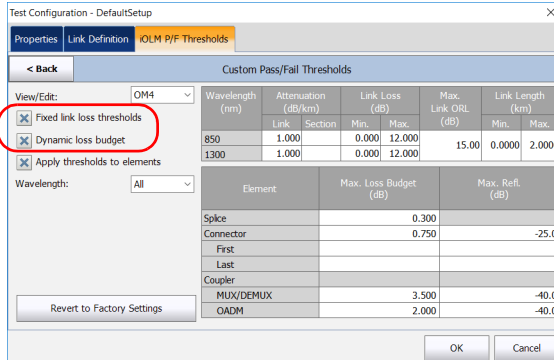 Test Configuration - DefaultSetup
Properties Link Definition iOLM P/F Thresholds
< Back Custom Pass/Fail Thresholds
View/Edit: OM4
Fixed link loss thresholds
Dynamic loss budget
Apply thresholds to elements
Wavelength: All
Revert to Factory Settings
Wavelength (nm) Attenuation (dB/km) Link Loss (dB) Max. Link ORL (dB) Link Length (km)
Link Section Min. Max. Min. Max.
850 1.000 0.000 12.000 15.00 0.0000 2.000
1300 1.000 0.000 12.000
Element Max. Loss Budget (dB) Max. Refl. (dB)
Splice 0.300
Connector 0.750 -25.0
First
Last
Coupler
MUX/DEMUX 3.500 -40.0
OADM 2.000 -40.0
OK Cancel